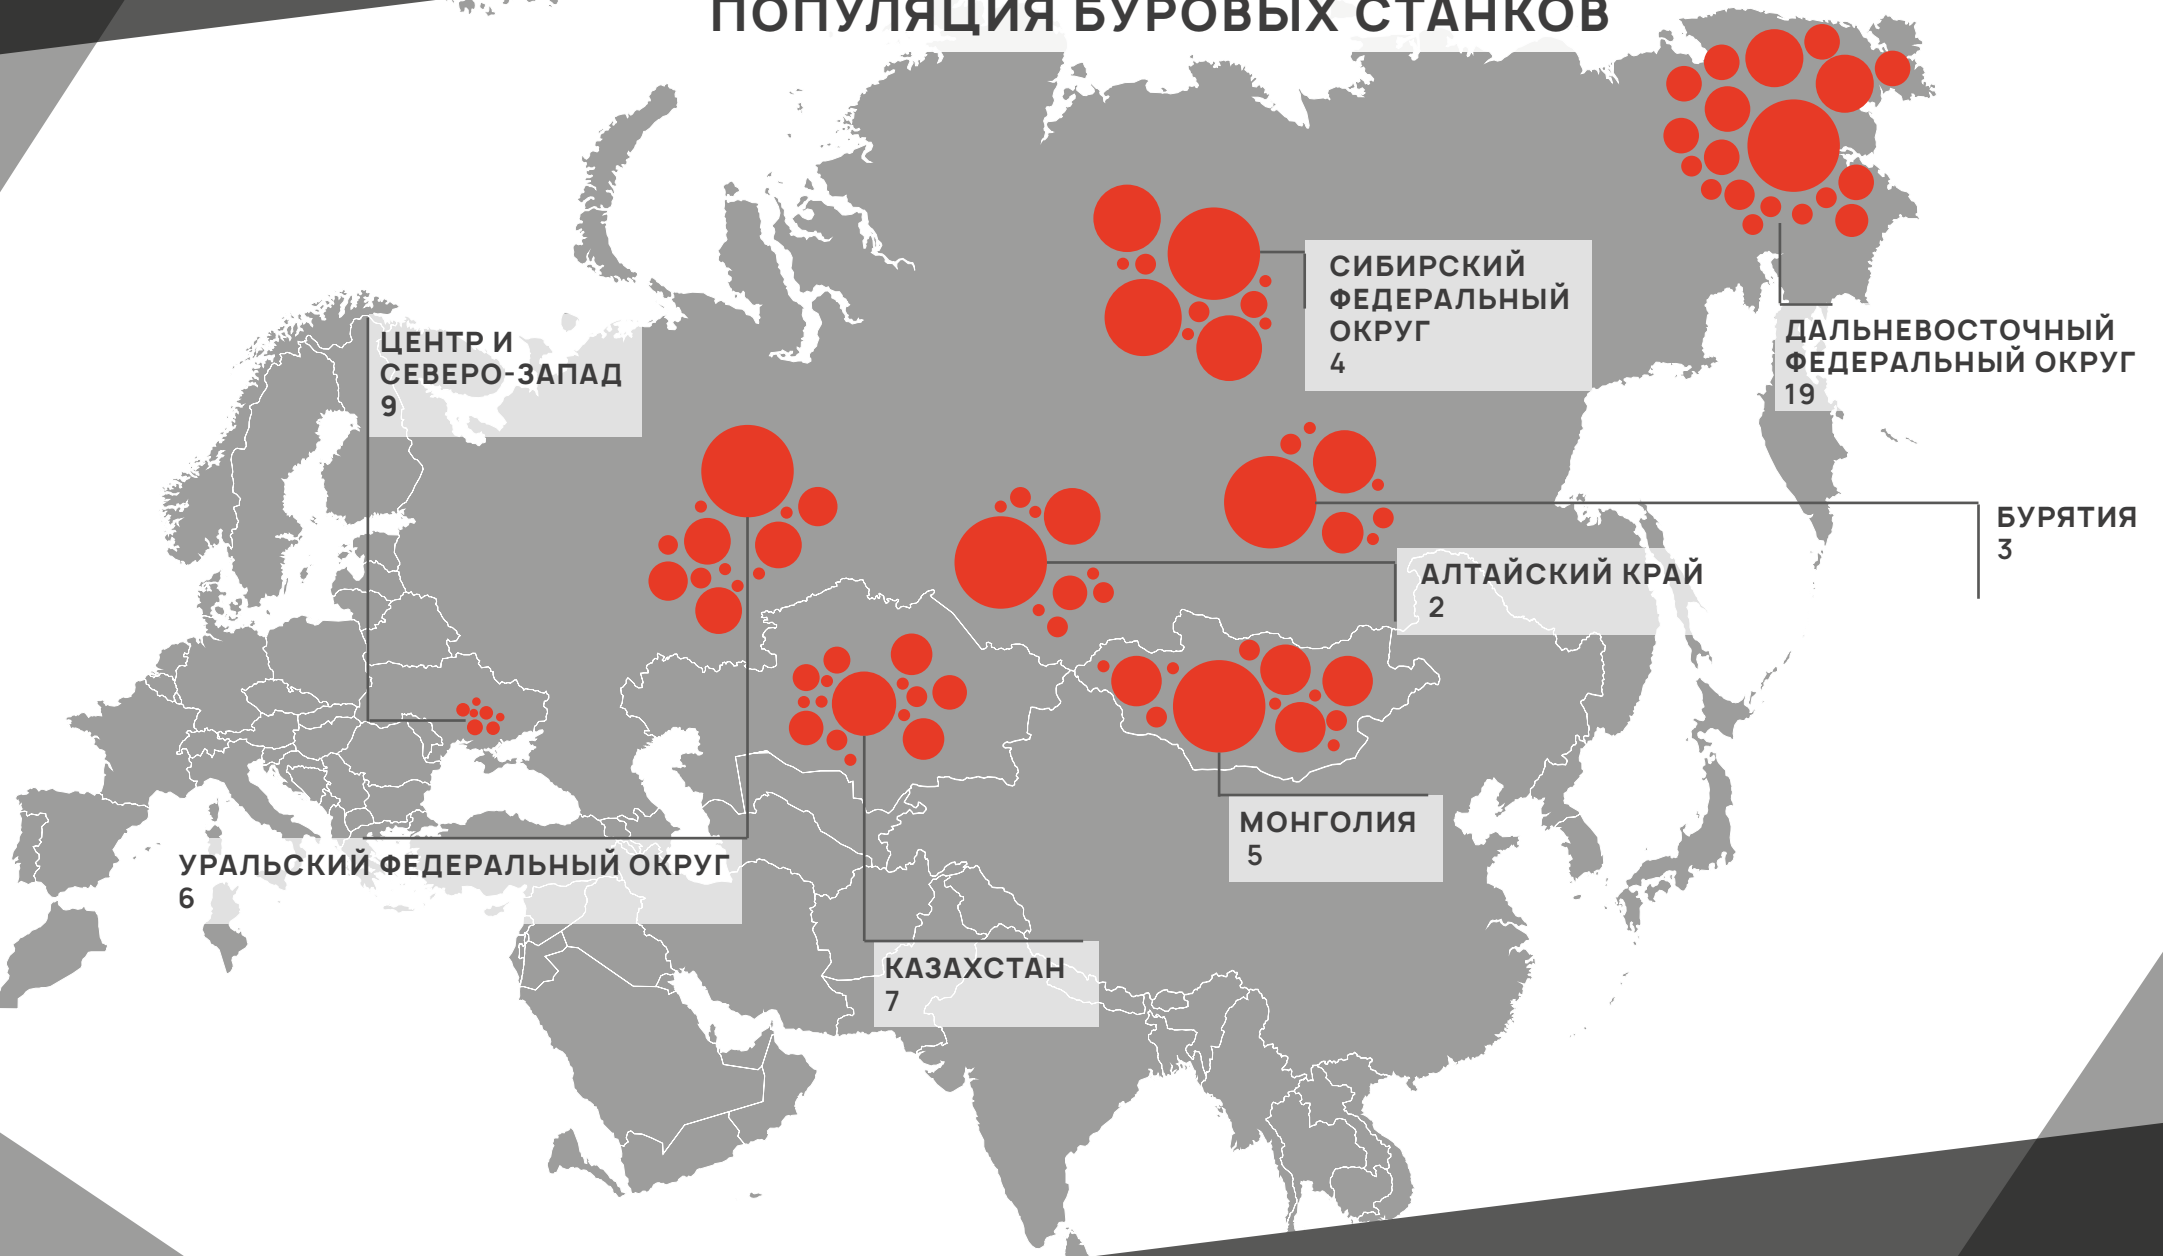 ПОПУЛЯЦИЯ БУРОВЫХ СТАНКОВ
СИБИРСКИЙ
ФЕДЕРАЛЬНЫЙ
ОКРУГ
4
ЦЕНТР И
СЕВЕРО-ЗАПАД
9
ДАЛЬНЕВОСТОЧНЫЙ
ФЕДЕРАЛЬНЫЙ ОКРУГ
19
БУРЯТИЯ
3
АЛТАЙСКИЙ КРАЙ
2
МОНГОЛИЯ
5
УРАЛЬСКИЙ ФЕДЕРАЛЬНЫЙ ОКРУГ
6
КАЗАХСТАН
7